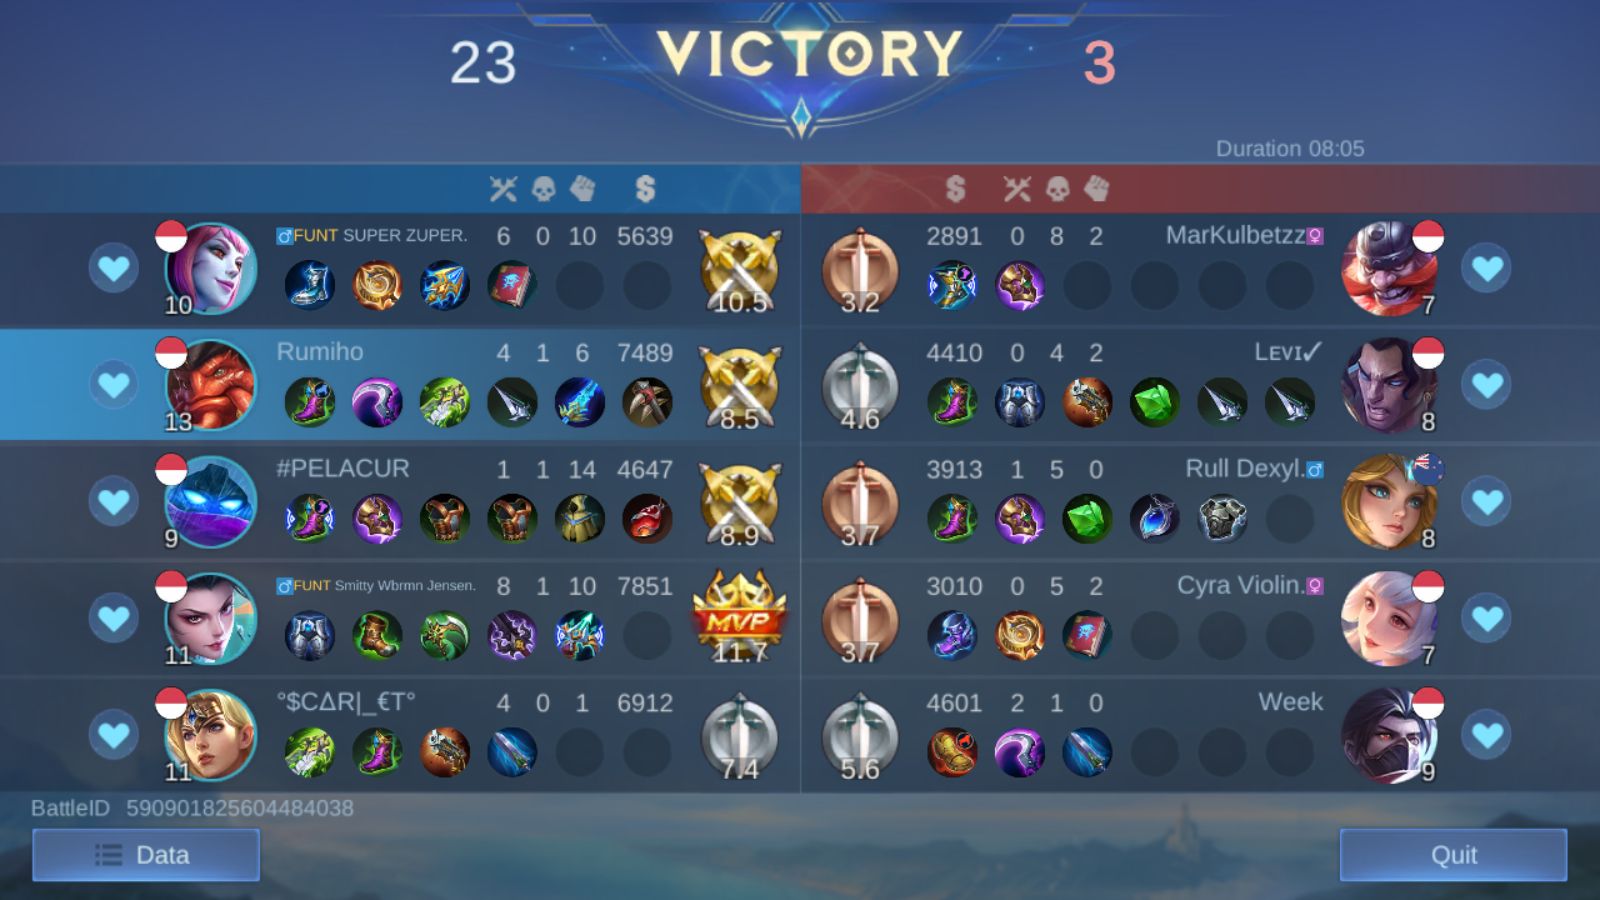 VICTORY
23
3
Duration 08:05
FUNT SUPER ZUPER. 6 0 10 5639
10 10.5
2891 0 8 2 MarKulbetzz
3.2 7
Rumiho 4 1 6 7489
13 8.5
4410 0 4 2 LEVI✓
4.6 8
#PELACUR 1 1 14 4647
9 8.9
3913 1 5 0 Rull Dexyl.
3.7 8
FUNT Smitty Wbrmn Jensen. 8 1 10 7851
MVP
11 11.7
3010 0 5 2 Cyra Violin.
3.7 7
°$CΔR|_€T° 4 0 1 6912
11 7.4
4601 2 1 0 Week
5.6 9
BattleID 590901825604484038
Data
Quit